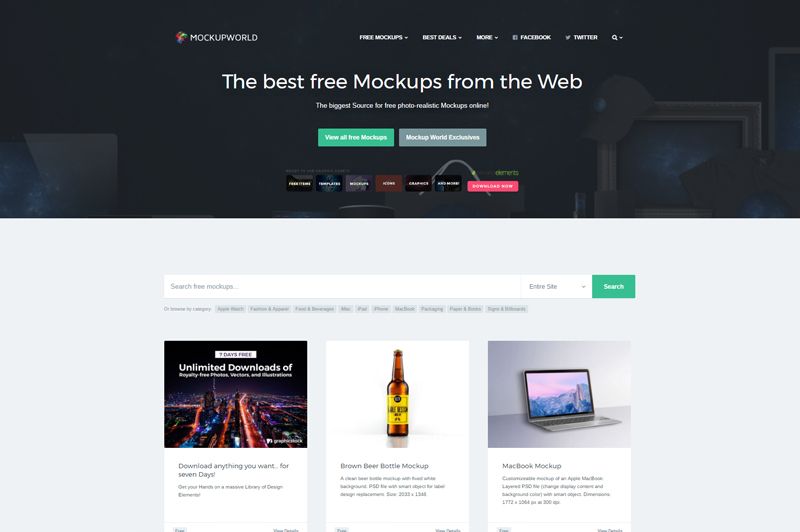 MOCKUPWORLD
FREE MOCKUPS BEST DEALS MORE FACEBOOK TWITTER
The best free Mockups from the Web
The biggest Source for free photo-realistic Mockups online!
View all free Mockups Mockup World Exclusives
elements
FREE ITEMS TEMPLATES MOCKUPS ICONS GRAPHICS AND MORE! DOWNLOAD NOW
Search free mockups... Entire Site Search
Or browse by category: Apple Watch Fashion & Apparel Food & Beverages iMac iPad iPhone MacBook Packaging Paper & Books Signs & Billboards
7 DAYS FREE
Unlimited Downloads of
Royalty-free Photos, Vectors, and Illustrations
graphicstock
Download anything you want... for
seven Days!
Get your Hands on a massive Library of Design
Elements!
Free View Details
Brown Beer Bottle Mockup
A clean beer bottle mockup with fixed white
background. PSD file with smart object for label
design replacement. Size: 2033 x 1348
Free View Details
MacBook Mockup
Customizeable mockup of an Apple MacBook.
Layered PSD file (change display content and
background color) with smart object. Dimensions:
1772 x 1064 px at 300 dpi.
Free View Details